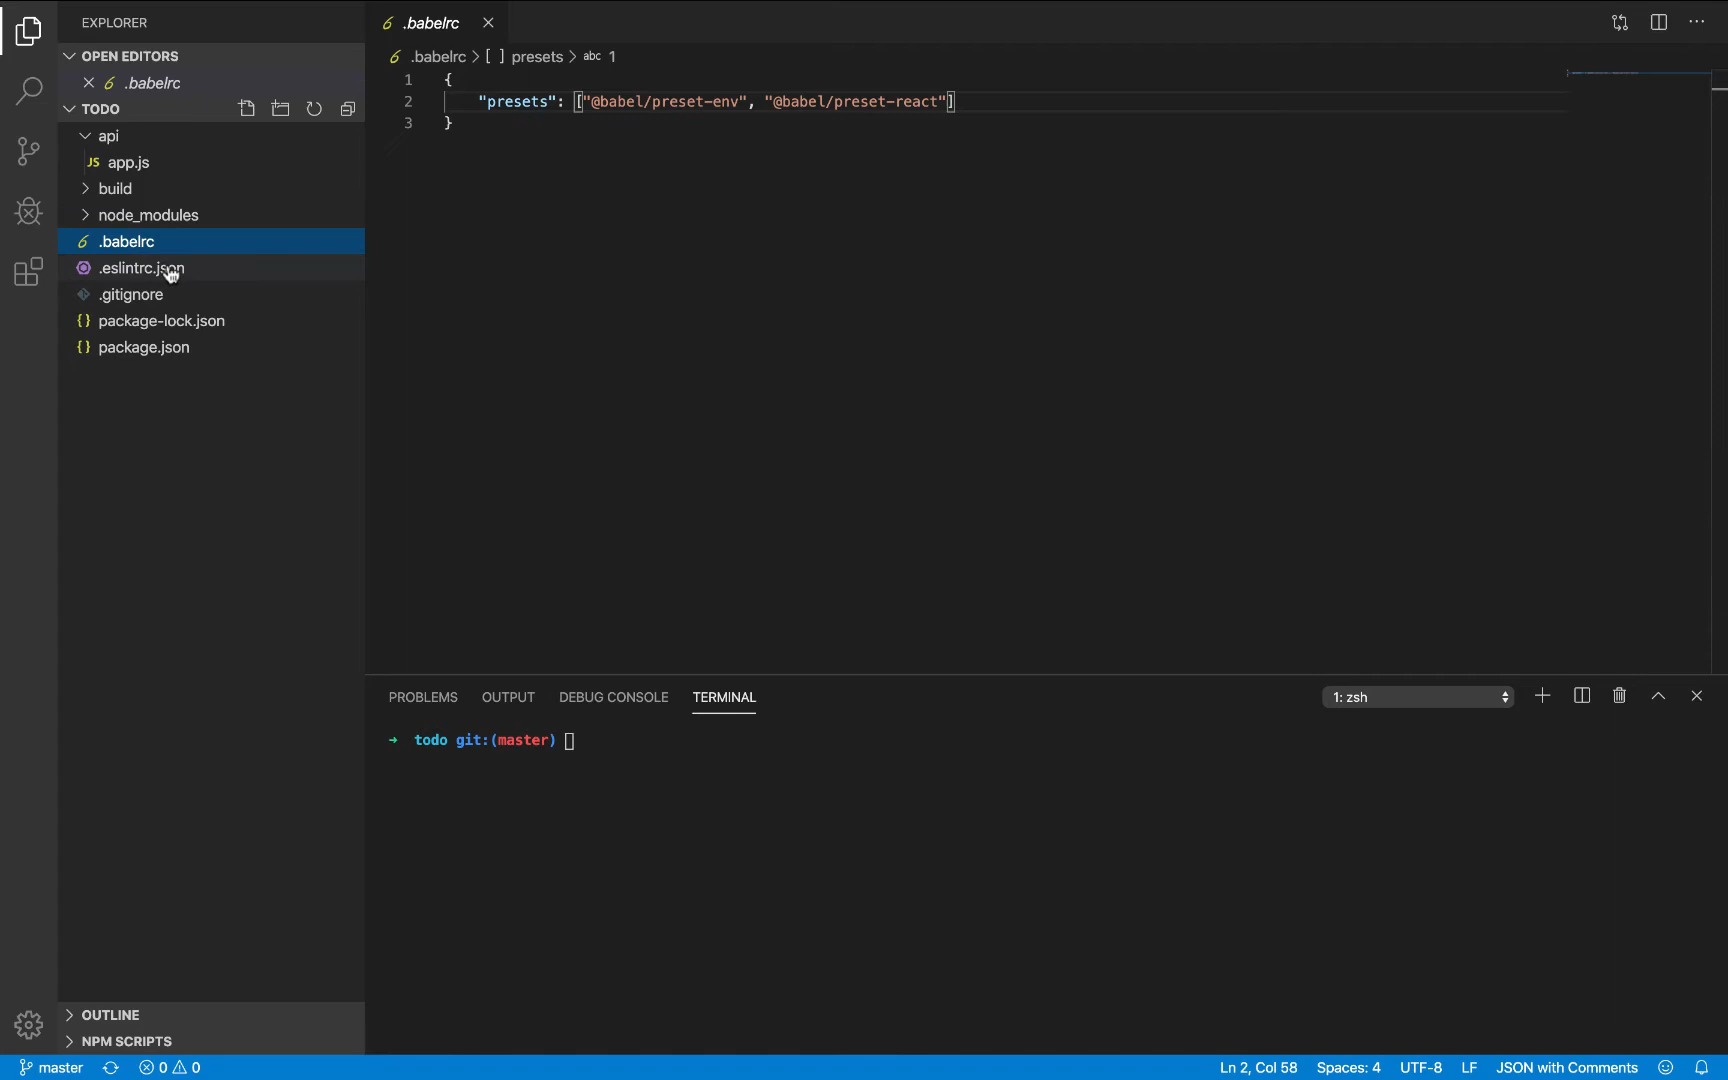 EXPLORER
OPEN EDITORS
.babelrc
TODO
api
JS app.js
build
node_modules
.babelrc
.eslintrc.json
.gitignore
{} package-lock.json
{} package.json
OUTLINE
NPM SCRIPTS
.babelrc
.babelrc > [ ] presets > abc 1
1 {
2 "presets": ["@babel/preset-env", "@babel/preset-react"]
3 }
PROBLEMS OUTPUT DEBUG CONSOLE TERMINAL 1: zsh
→ todo git:(master)
master 0 0 Ln 2, Col 58 Spaces: 4 UTF-8 LF JSON with Comments